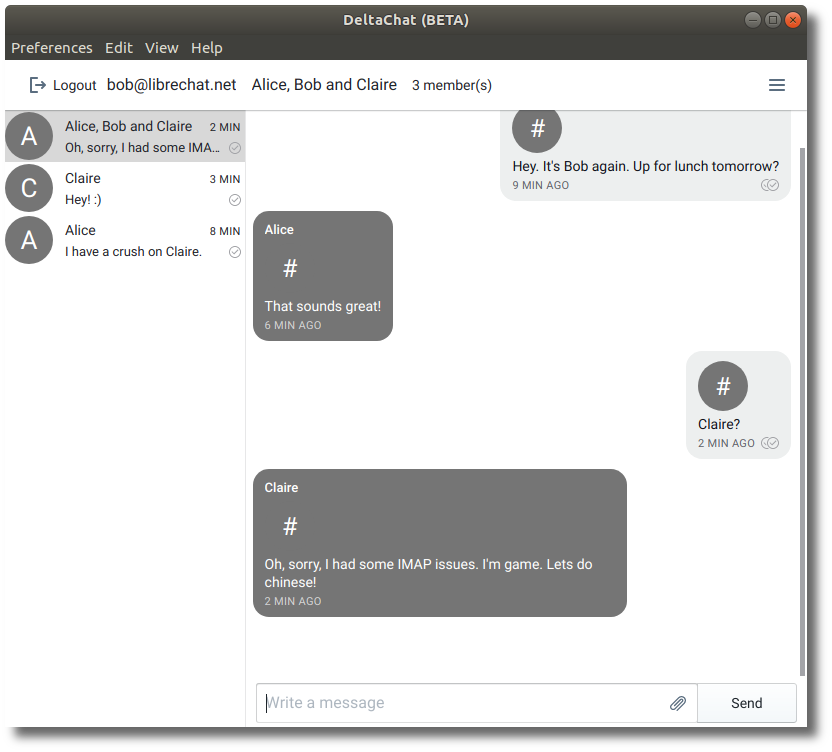 DeltaChat (BETA)
Preferences Edit View Help
Logout bob@librechat.net Alice, Bob and Claire 3 member(s)
A
Alice, Bob and Claire 2 MIN
Oh, sorry, I had some IMA...
C
Claire 3 MIN
Hey! :)
A
Alice 8 MIN
I have a crush on Claire.
#
Hey. It's Bob again. Up for lunch tomorrow?
9 MIN AGO
Alice
#
That sounds great!
6 MIN AGO
#
Claire?
2 MIN AGO
Claire
#
Oh, sorry, I had some IMAP issues. I'm game. Lets do
chinese!
2 MIN AGO
Write a message
Send